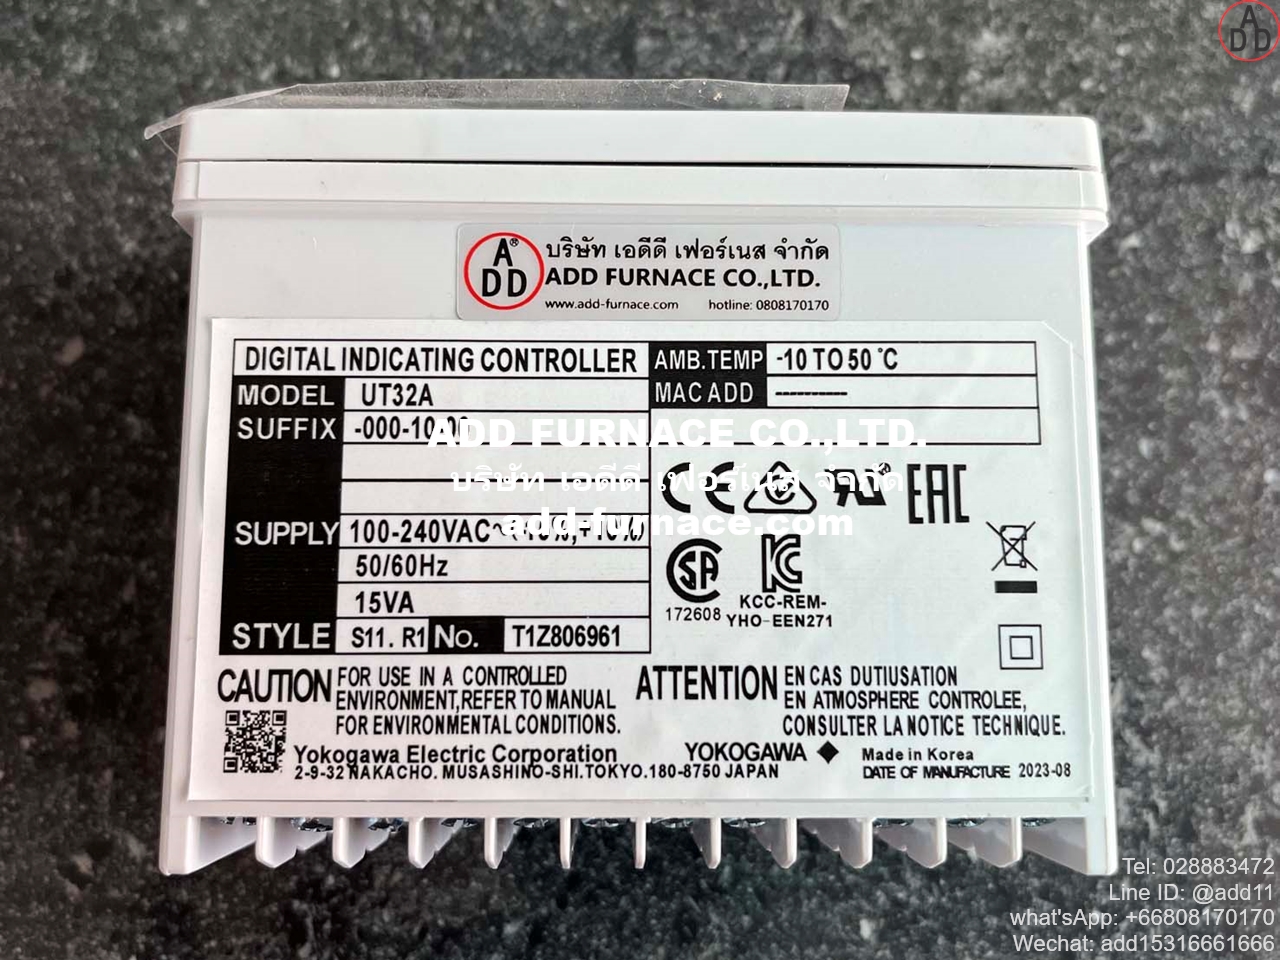 A®
DD
บริษัท เอดีดี เฟอร์เนส จำกัด
ADD FURNACE CO.,LTD.
www.add-furnace.com hotline: 0808170170
DIGITAL INDICATING CONTROLLER AMB.TEMP -10 TO 50 °C
MODEL UT32A MAC ADD ----------
SUFFIX
ADD FURNACE CO.,LTD.
บริษัท เอดีดี เฟอร์เนส จำกัด
add-furnace.com
CE
EAC
SUPPLY 100-240VAC~
50/60Hz
15VA
172608
KCC-REM-
YHO-EEN271
STYLE S11. R1 No. T1Z806961
CAUTION FOR USE IN A CONTROLLED
ENVIRONMENT,REFER TO MANUAL
FOR ENVIRONMENTAL CONDITIONS.
ATTENTION EN CAS DUTIUSATION
EN ATMOSPHERE CONTROLEE,
CONSULTER LA NOTICE TECHNIQUE.
Yokogawa Electric Corporation YOKOGAWA ◆ Made in Korea
2-9-32 NAKACHO. MUSASHINO-SHI.TOKYO.180-8750 JAPAN DATE OF MANUFACTURE 2023-08
A
DD
Tel: 028883472
Line ID: @add11
what'sApp: +66808170170
Wechat: add15316661666